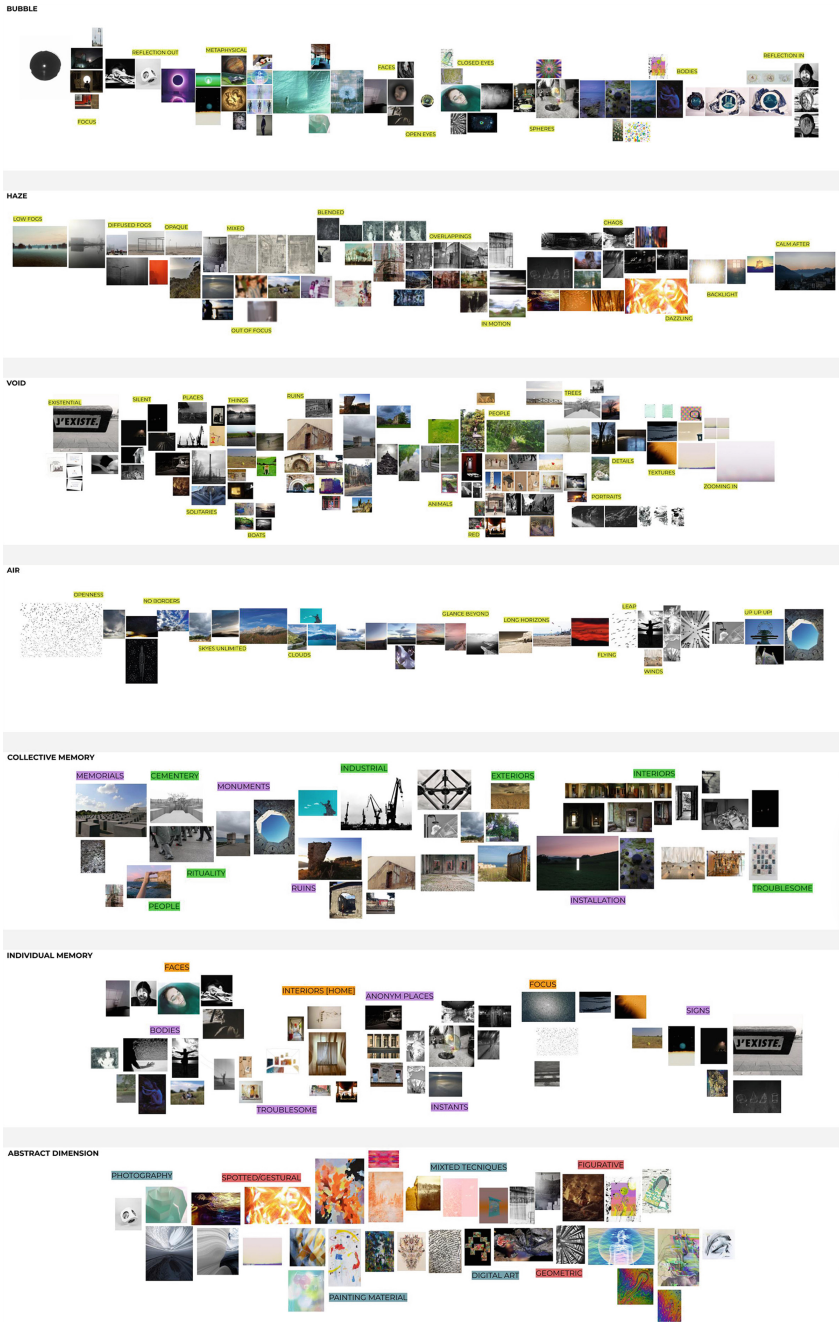 BUBBLE
REFLECTION OUT
METAPHYSICAL
FACES
CLOSED EYES
BODIES
REFLECTION IN
FOCUS
OPEN EYES
SPHERES
HAZE
LOW FOGS
DIFFUSED FOGS
OPAQUE
MIXED
BLENDED
OVERLAPPINGS
CHAOS
CALM AFTER
BACKLIGHT
OUT OF FOCUS
IN MOTION
DAZZLING
VOID
EXISTENTIAL
SILENT
PLACES
THINGS
RUINS
PEOPLE
TREES
J'EXISTE.
DETAILS
TEXTURES
ZOOMING IN
SOLITARIES
ANIMALS
PORTRAITS
BOATS
RED
AIR
OPENNESS
NO BORDERS
GLANCE BEYOND
LONG HORIZONS
LEAP
UP UP UP!
SKYES UNLIMITED
CLOUDS
FLYING
WINDS
COLLECTIVE MEMORY
MEMORIALS
CEMENTERY
MONUMENTS
INDUSTRIAL
EXTERIORS
INTERIORS
RITUALITY
PEOPLE
RUINS
INSTALLATION
TROUBLESOME
INDIVIDUAL MEMORY
FACES
INTERIORS [HOME]
ANONYM PLACES
FOCUS
SIGNS
BODIES
J'EXISTE.
TROUBLESOME
INSTANTS
ABSTRACT DIMENSION
PHOTOGRAPHY
SPOTTED/GESTURAL
MIXTED TECNIQUES
FIGURATIVE
DIGITAL ART
GEOMETRIC
PAINTING MATERIAL